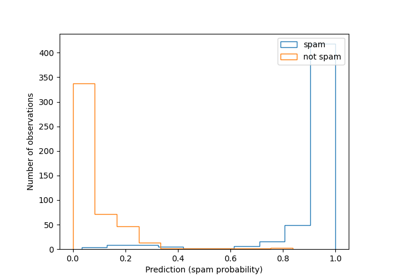 spam
not spam
400
350
300
250
200
150
100
50
0
Number of observations
0.0 0.2 0.4 0.6 0.8 1.0
Prediction (spam probability)